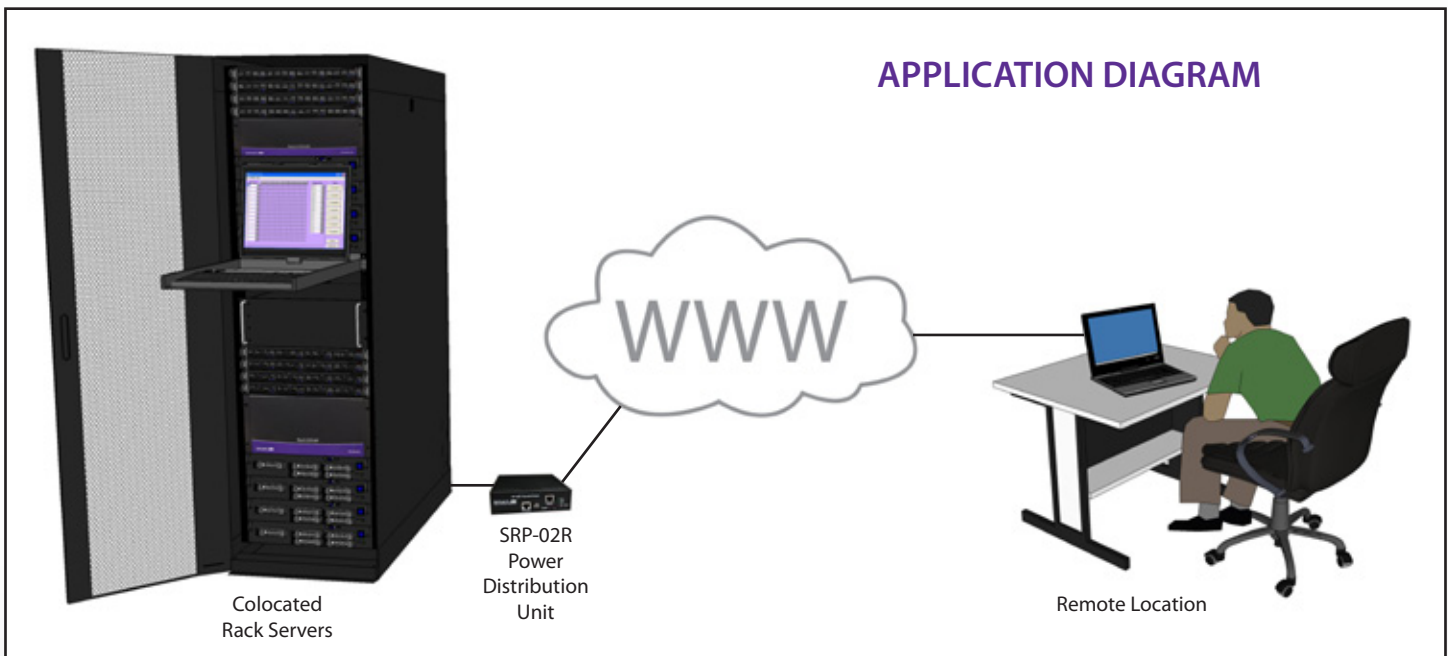 APPLICATION DIAGRAM
WWW
SRP-02R
Power
Distribution
Unit
Colocated
Rack Servers
Remote Location